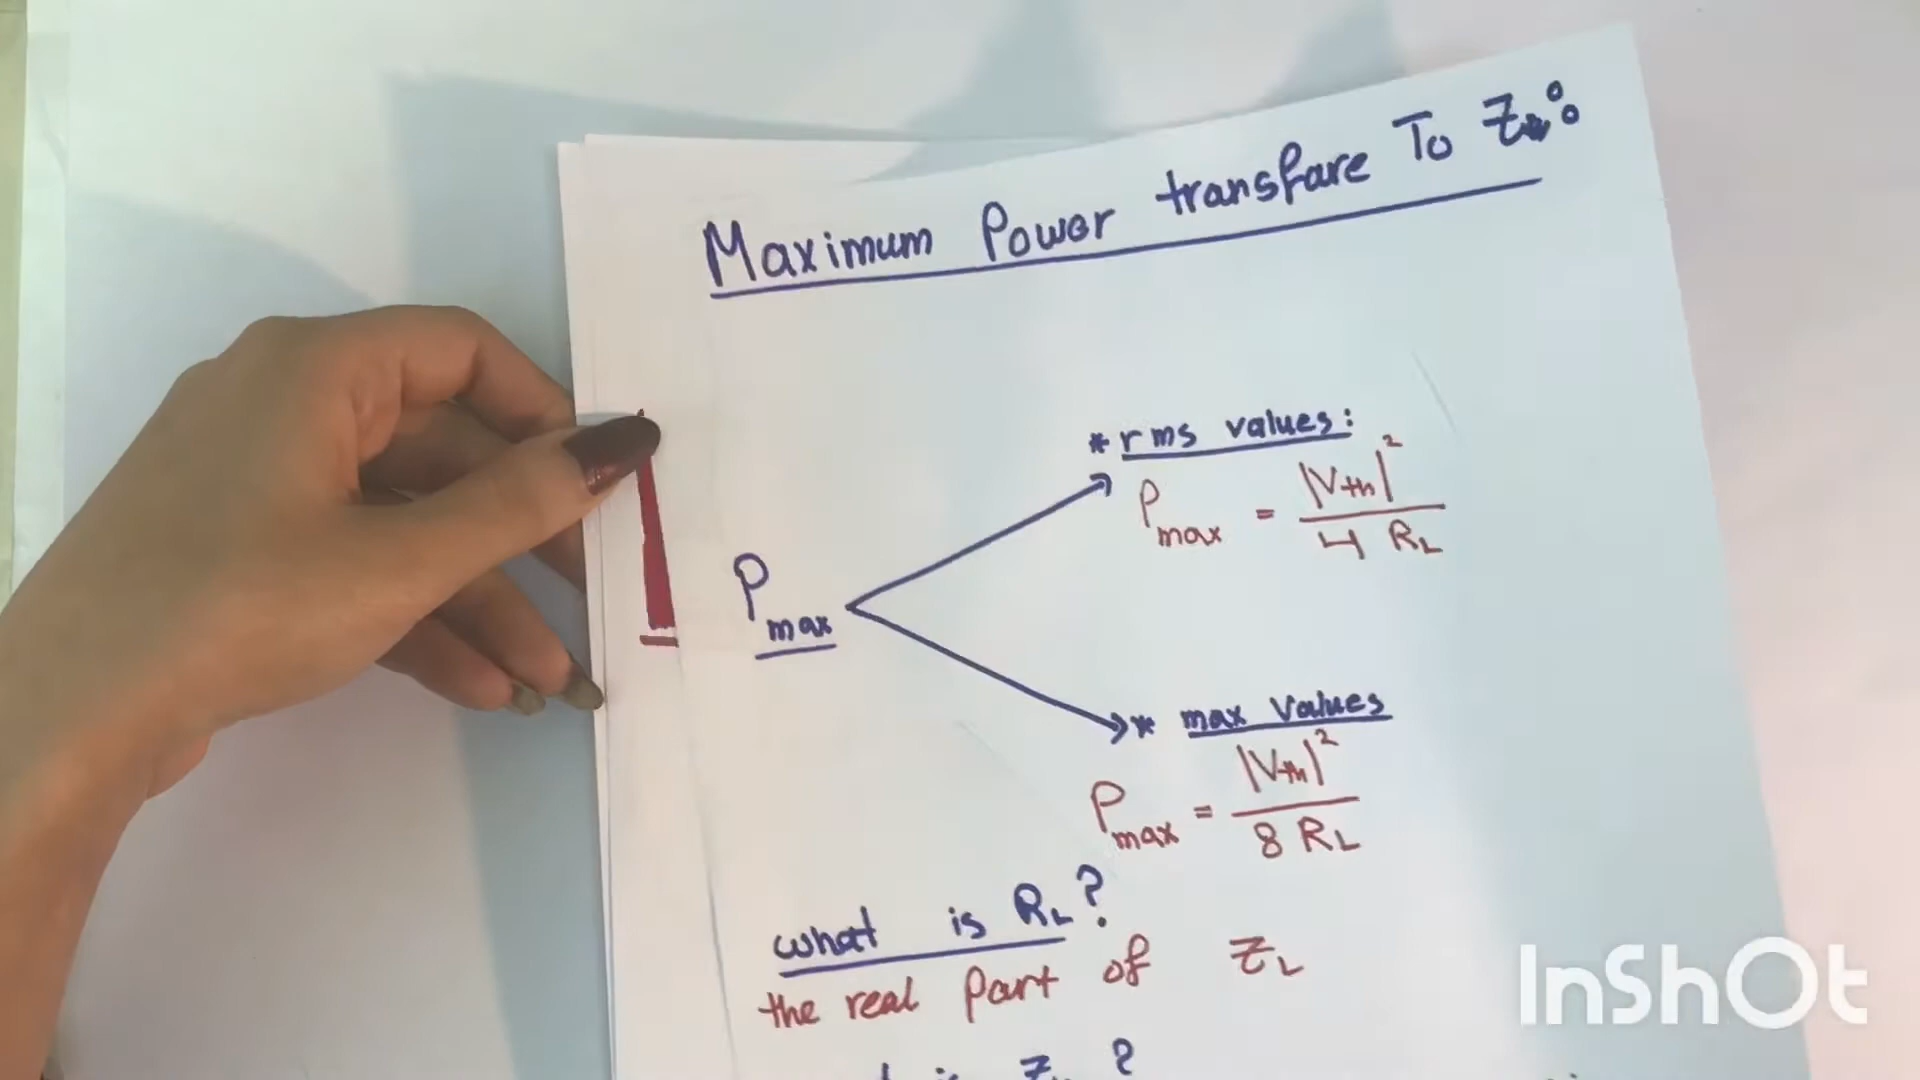 Maximum Power transfare To Z
* rms values:
P max = |Vth|² / 4 RL
P max
* max values
P max = |Vth|² / 8 RL
what is RL?
the real Part of ZL
?
InShOt